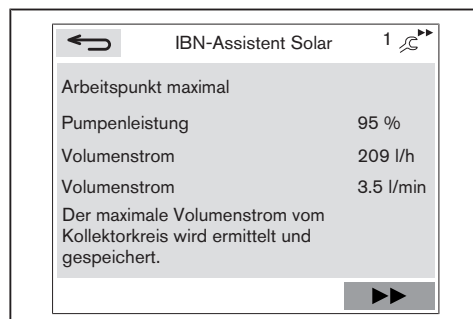 IBN-Assistent Solar 1
Arbeitspunkt maximal
Pumpenleistung 95 %
Volumenstrom 209 l/h
Volumenstrom 3.5 l/min
Der maximale Volumenstrom vom
Kollektorkreis wird ermittelt und
gespeichert.